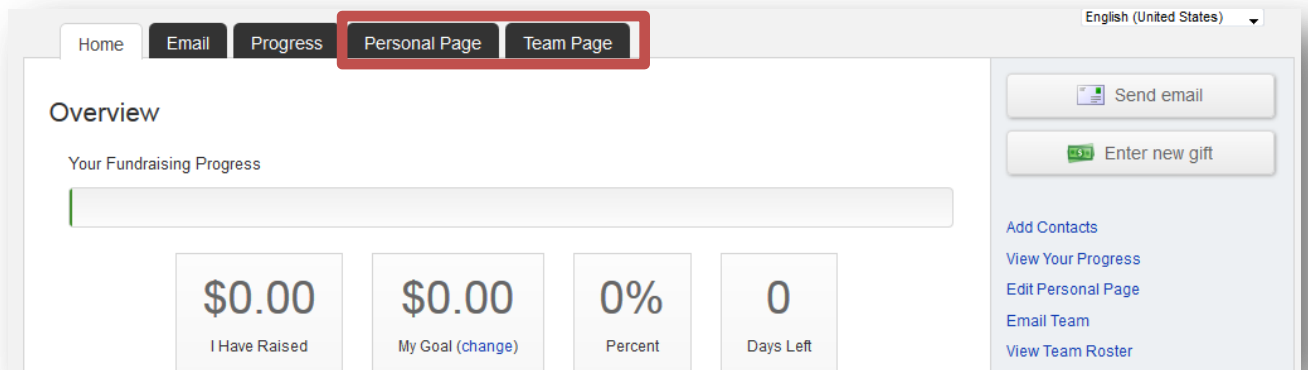 English (United States)
Home Email Progress Personal Page Team Page
Send email
Overview
Enter new gift
Your Fundraising Progress
Add Contacts
View Your Progress
Edit Personal Page
Email Team
View Team Roster
$0.00 $0.00 0% 0
I Have Raised My Goal (change) Percent Days Left